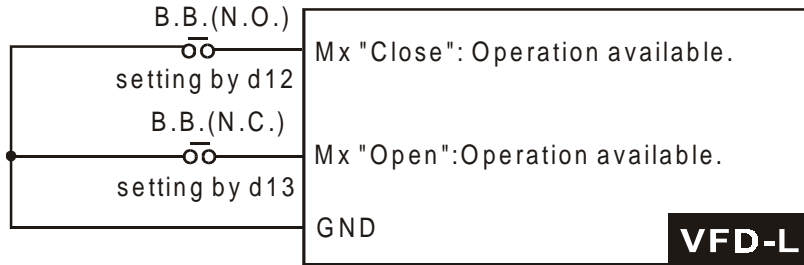 B.B.(N.O.)
Mx "Close": Operation available.
setting by d12
B.B.(N.C.)
Mx "Open":Operation available.
setting by d13
GND
VFD-L